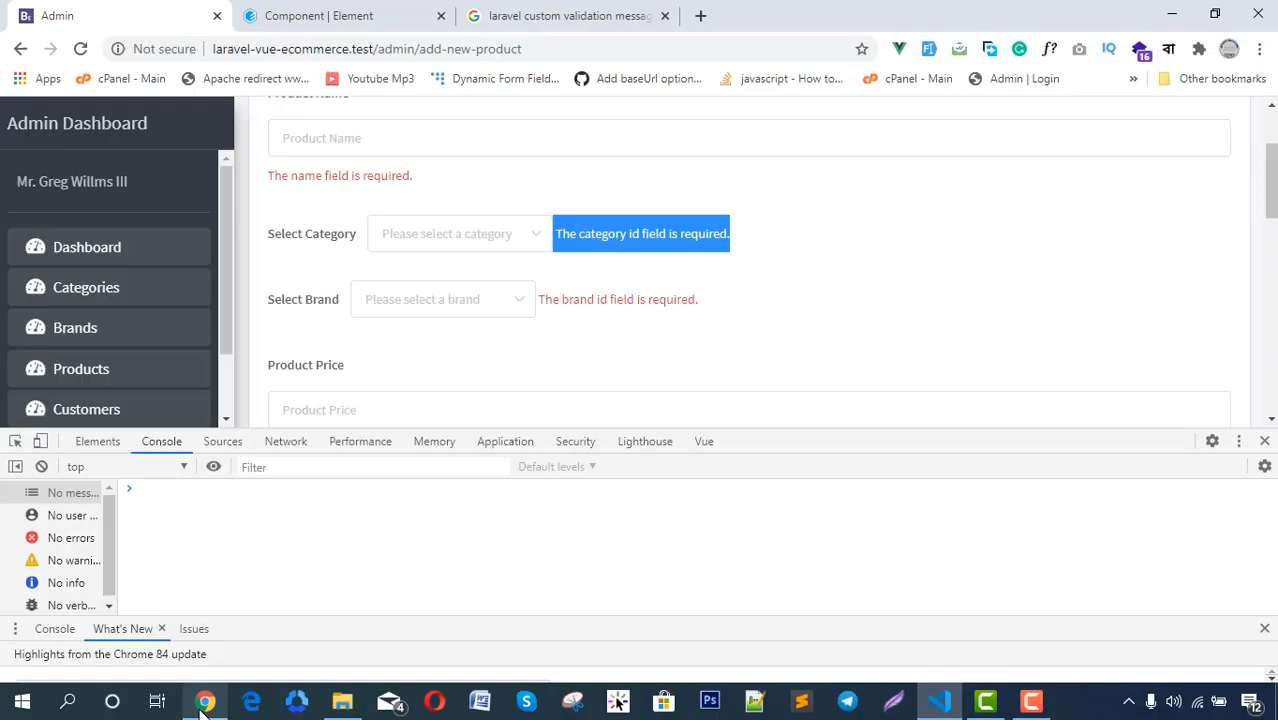 Admin
Component | Element
laravel custom validation messag
Not secure
laravel-vue-ecommerce.test/admin/add-new-product
Apps
cPanel - Main
Apache redirect ww...
Youtube Mp3
Dynamic Form Field...
Add baseUrl option...
javascript - How to...
cPanel - Main
Admin | Login
»
Other bookmarks
16
Admin Dashboard
Mr. Greg Willms III
Dashboard
Categories
Brands
Products
Customers
Product Name
Product Name
The name field is required.
Select Category
Please select a category
The category id field is required.
Select Brand
Please select a brand
The brand id field is required.
Product Price
Product Price
Elements
Console
Sources
Network
Performance
Memory
Application
Security
Lighthouse
Vue
top
Filter
Default levels
No mess...
No user ...
No errors
No warni...
No info
No verb...
Console
What's New
Issues
Highlights from the Chrome 84 update
4
12